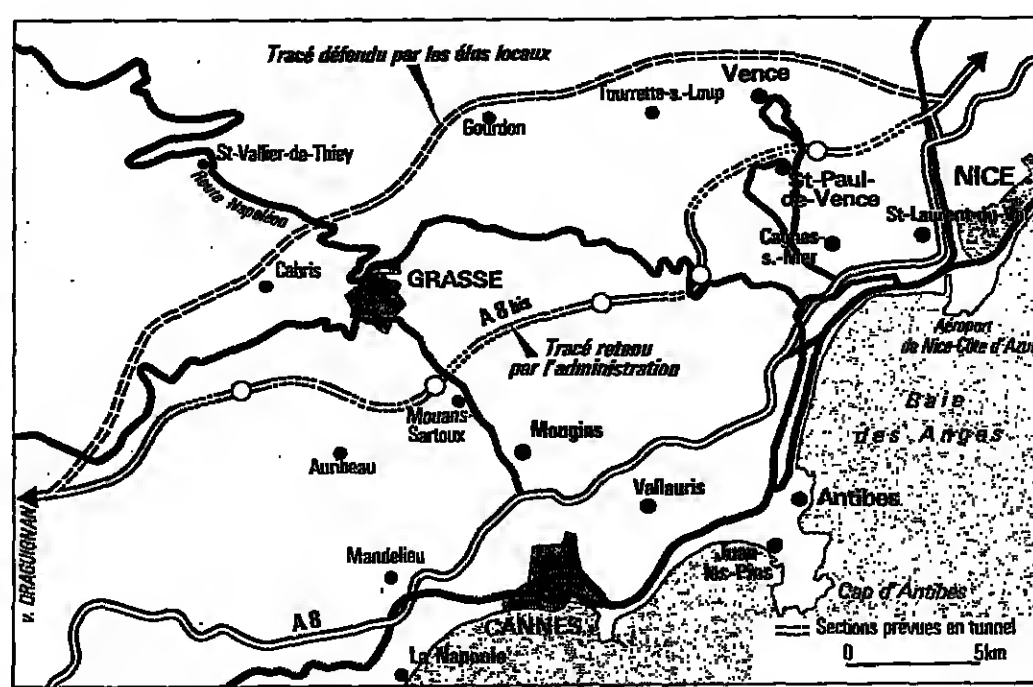 Tracé défendu par les élus locaux
Vence
Tourrette-s.-Loup
Gourdon
St-Vallier-de-Thiey
Route Napoléon
St-Paul-
de-Vence
NICE
St-Laurent-du-Var
Cagnes-
s.-Mer
Cabris
GRASSE
A 8 bis
Aéroport
de Nice-Côte d'Azur
Tracé retenu
par l'administration
Baie
des Anges
Mouans-
Sartoux
Mougins
Auribeau
Vallauris
Antibes
v. DRAGUIGNAN
Mandelieu
Juan-
les-Pins
Cap d'Antibes
A 8
CANNES
Sections prévues en tunnel
La Napoule
0 5km